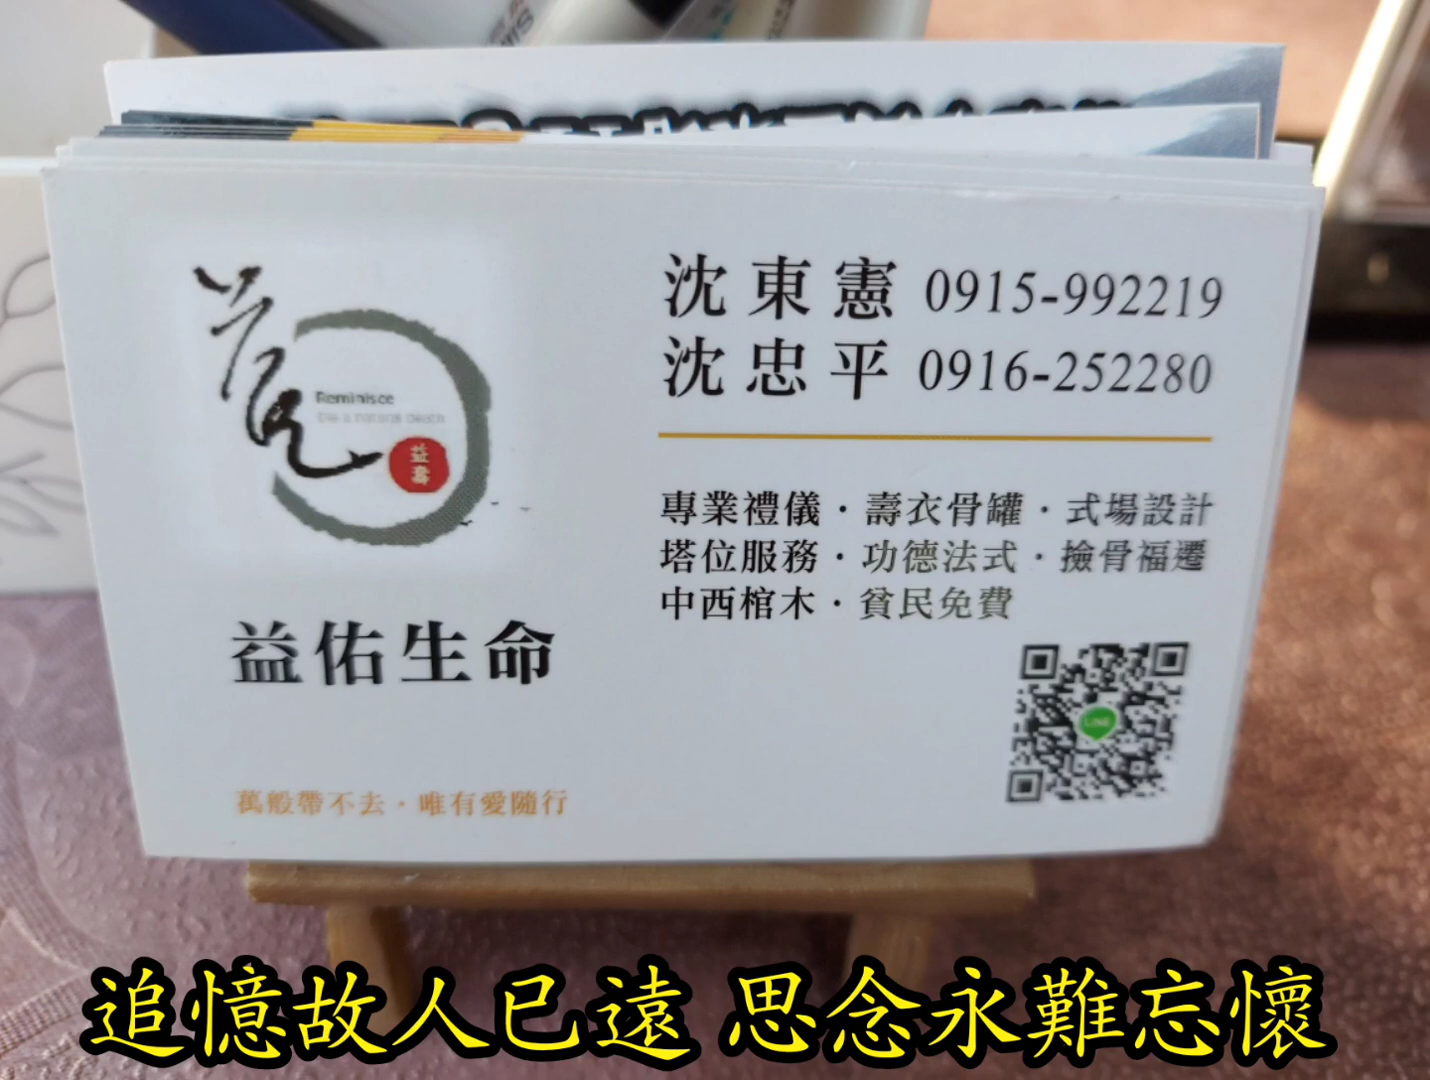 Reminisce
益壽
益佑生命
萬般帶不去・唯有愛隨行
沈東憲 0915-992219
沈忠平 0916-252280
專業禮儀・壽衣骨罐・式場設計
塔位服務・功德法式・撿骨福遷
中西棺木・貧民免費
LINE
追憶故人已遠 思念永難忘懷